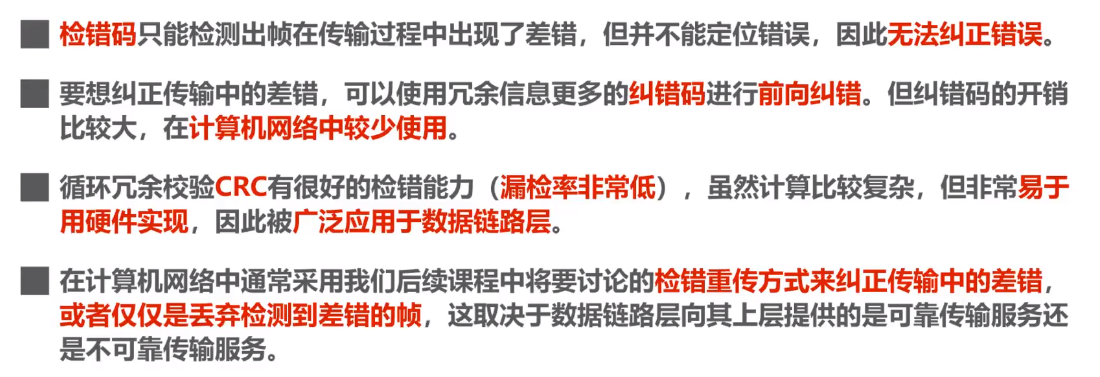 检错码只能检测出帧在传输过程中出现了差错，但并不能定位错误，因此无法纠正错误。
要想纠正传输中的差错，可以使用冗余信息更多的纠错码进行前向纠错。但纠错码的开销
比较大，在计算机网络中较少使用。
循环冗余校验CRC有很好的检错能力（漏检率非常低），虽然计算比较复杂，但非常易于
用硬件实现，因此被广泛应用于数据链路层。
在计算机网络中通常采用我们后续课程中将要讨论的检错重传方式来纠正传输中的差错，
或者仅仅是丢弃检测到差错的帧，这取决于数据链路层向其上层提供的是可靠传输服务还
是不可靠传输服务。